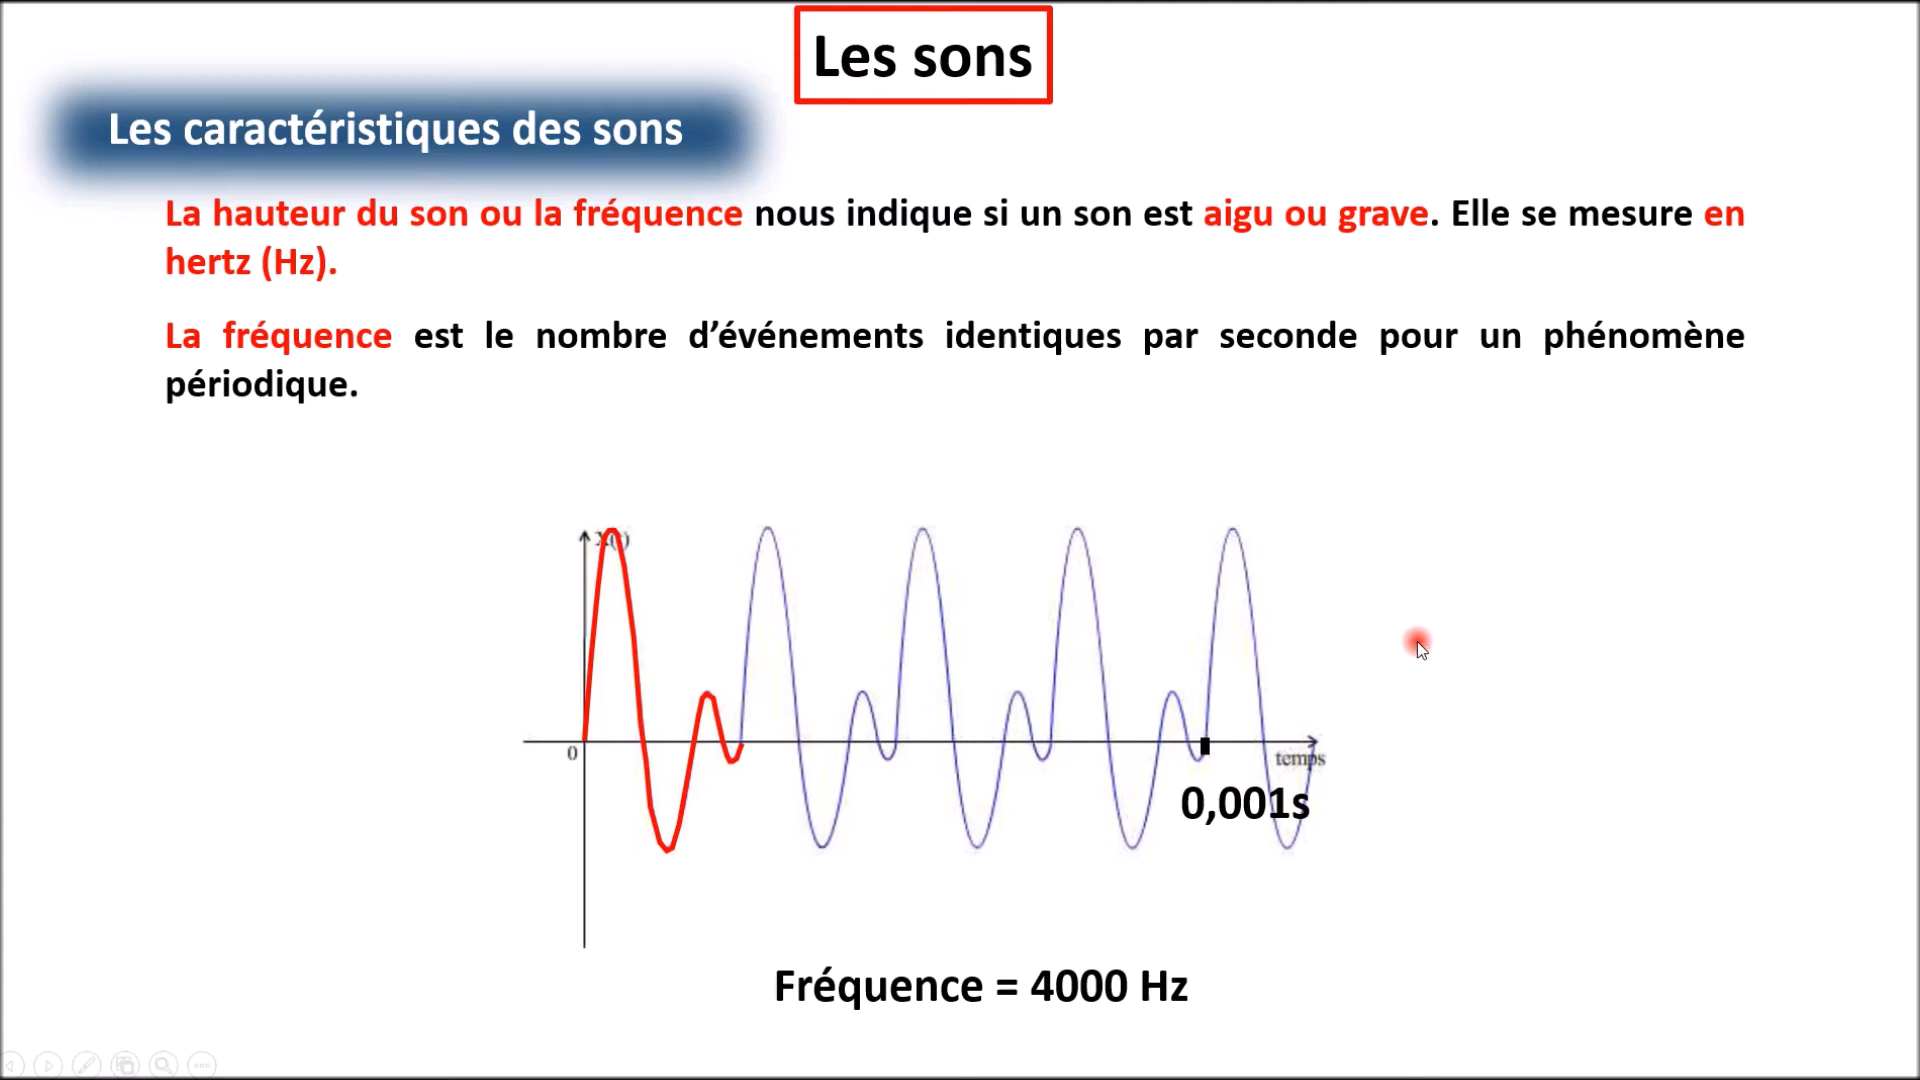 Les sons
Les caractéristiques des sons
La hauteur du son ou la fréquence nous indique si un son est aigu ou grave. Elle se mesure en
hertz (Hz).
La fréquence est le nombre d’événements identiques par seconde pour un phénomène
périodique.
X(t)
0
temps
0,001s
Fréquence = 4000 Hz